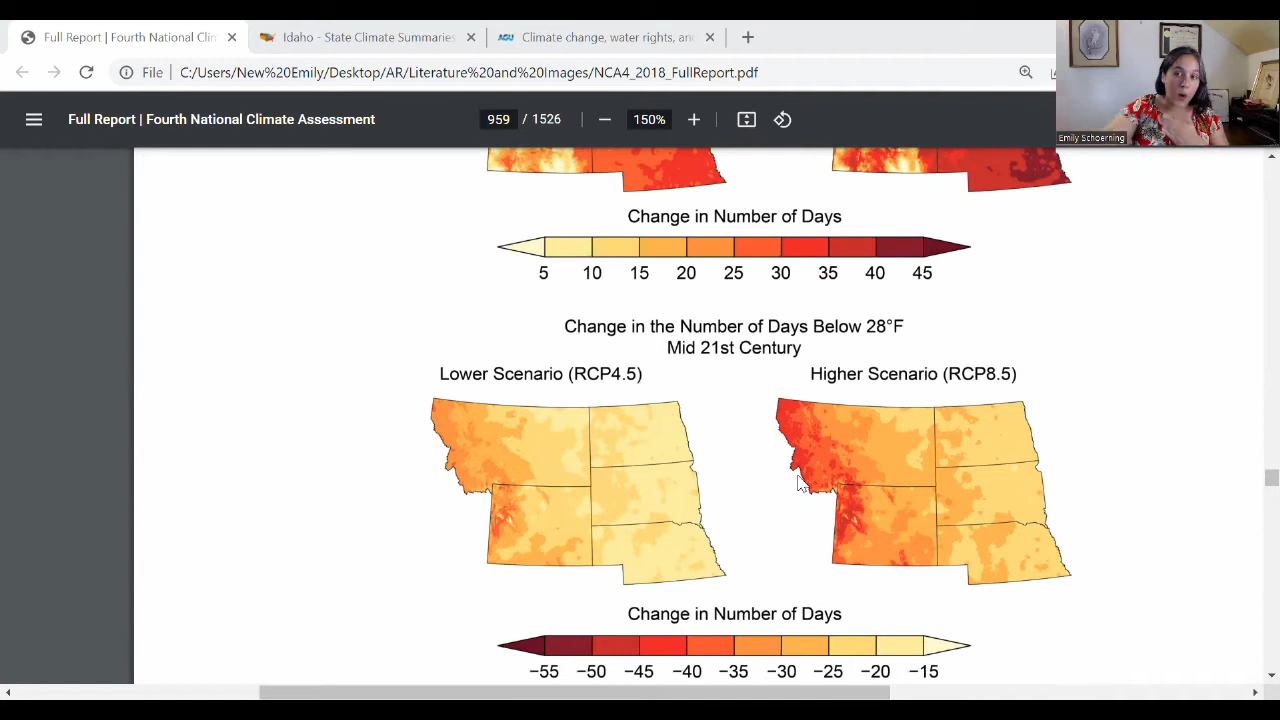 Full Report | Fourth National Clim
Idaho - State Climate Summaries
AGU
Climate change, water rights, an
File
C:/Users/New%20Emily/Desktop/AR/Literature%20and%20Images/NCA4_2018_FullReport.pdf
Full Report | Fourth National Climate Assessment
959 / 1526
150%
Emily Schoerning
Change in Number of Days
5 10 15 20 25 30 35 40 45
Change in the Number of Days Below 28°F
Mid 21st Century
Lower Scenario (RCP4.5)
Higher Scenario (RCP8.5)
Change in Number of Days
−55 −50 −45 −40 −35 −30 −25 −20 −15